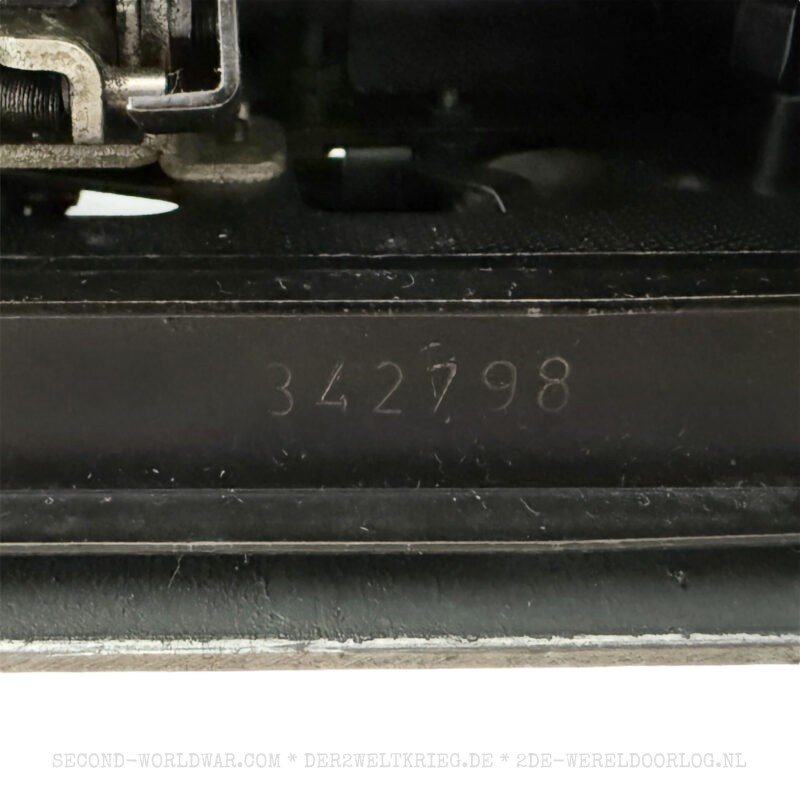 342798
SECOND-WORLDWAR.COM * DER2WELTKRIEG.DE * 2DE-WERELDOORLOG.NL